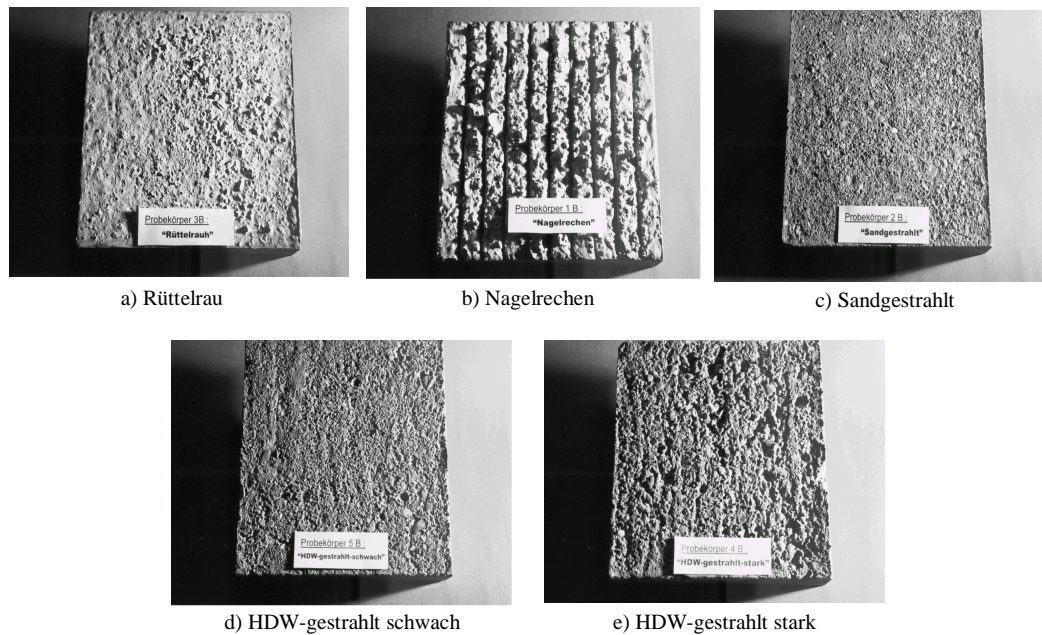 Probekörper 3B :
"Rüttelrauh"
Probekörper 1 B :
"Nagelrechen"
Probekörper 2 B :
"Sandgestrahlt"
a) Rüttelrau
b) Nagelrechen
c) Sandgestrahlt
Probekörper 5 B :
"HDW-gestrahlt-schwach"
Probekörper 4 B :
"HDW-gestrahlt-stark"
d) HDW-gestrahlt schwach
e) HDW-gestrahlt stark